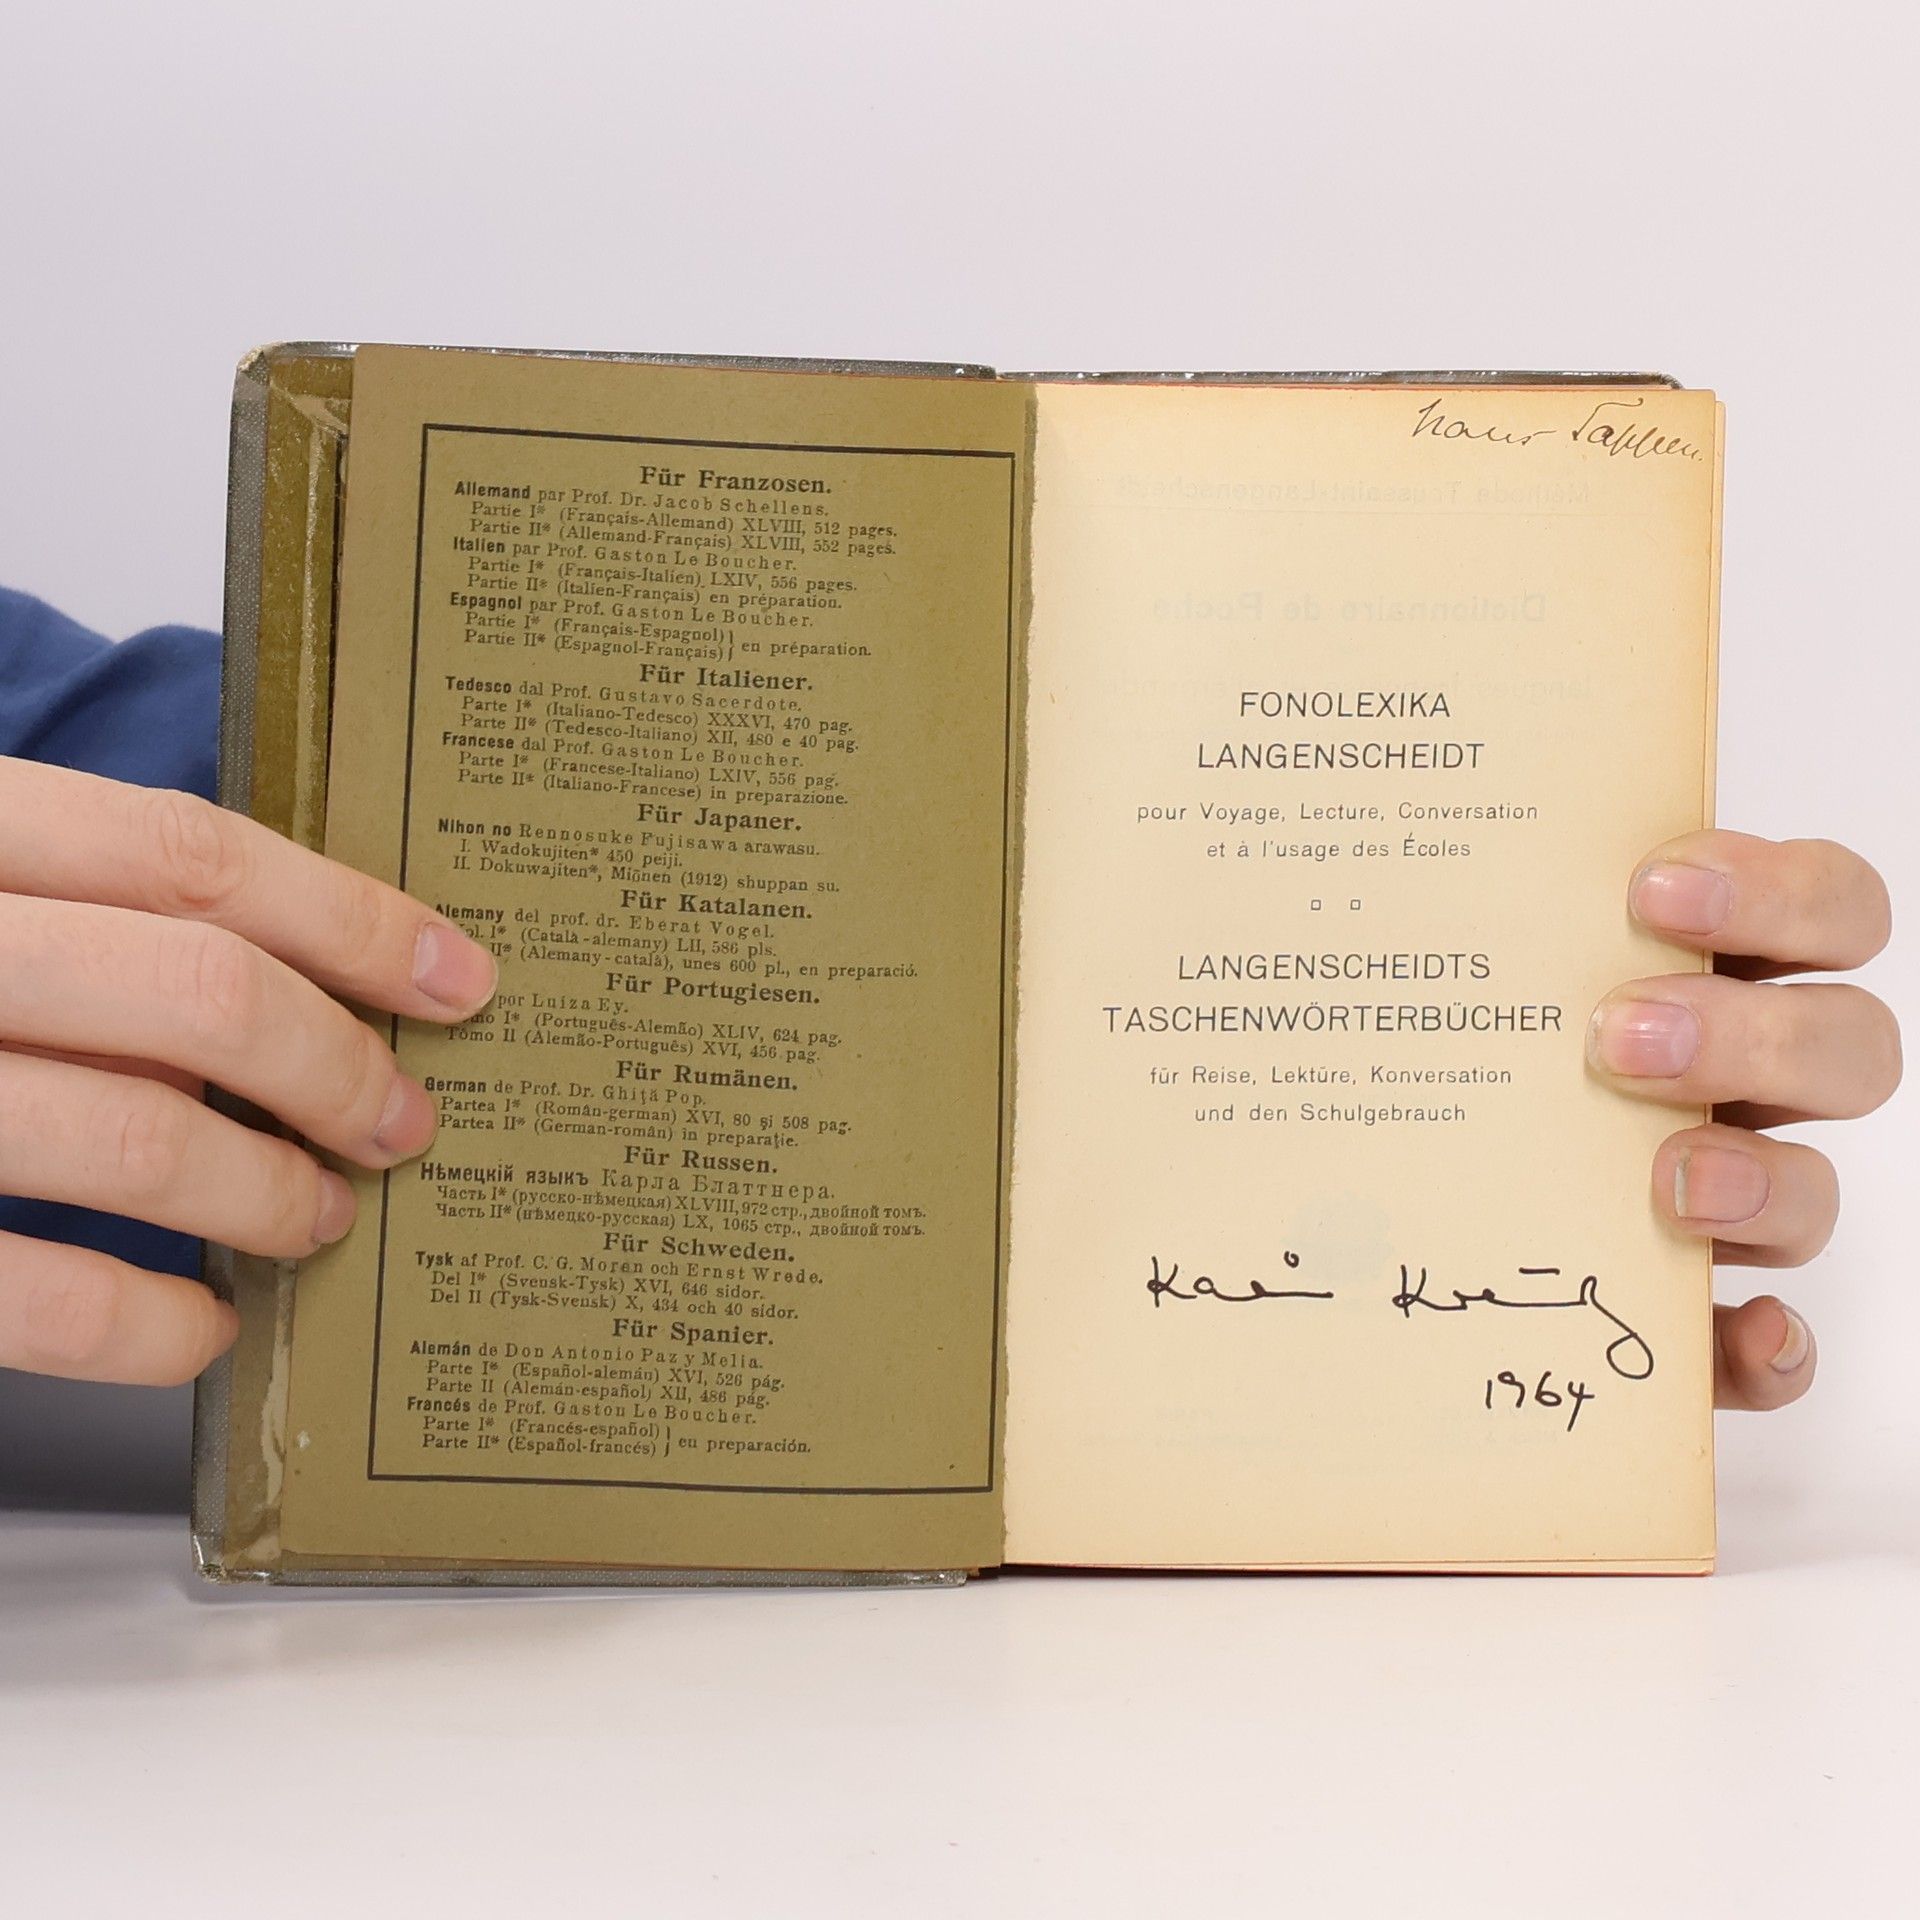 Für Franzosen.
Allemand par Prof. Dr. Jacob Schellens.
Partie I* (Français-Allemand) XLVIII, 512 pages.
Partie II* (Allemand-Français) XLVIII, 552 pages.
Italien par Prof. Gaston Le Boucher.
Partie I* (Français-Italien) LXIV, 556 pages.
Partie II* (Italien-Français) en préparation.
Espagnol par Prof. Gaston Le Boucher.
Partie I* (Français-Espagnol)
Partie II* (Espagnol-Français) } en préparation.
Für Italiener.
Tedesco dal Prof. Gustavo Sacerdote.
Parte I* (Italiano-Tedesco) XXXVI, 470 pag.
Parte II* (Tedesco-Italiano) XII, 480 e 40 pag.
Francese dal Prof. Gaston Le Boucher.
Parte I* (Francese-Italiano) LXIV, 556 pag.
Parte II* (Italiano-Francese) in preparazione.
Für Japaner.
Nihon no Rennosuke Fujisawa arawasu.
I. Wadokujiten* 450 peiji.
II. Dokuwajiten*, Miōnen (1912) shuppan su.
Für Katalanen.
Alemany del prof. dr. Eberat Vogel.
I* (Català-alemany) LII, 586 pls.
II* (Alemany-català), unes 600 pl., en preparació.
Für Portugiesen.
por Luiza Ey.
I* (Português-Alemão) XLIV, 624 pag.
Tômo II (Alemão-Português) XVI, 456 pag.
Für Rumänen.
German de Prof. Dr. Ghiţă Pop.
Partea I* (Român-german) XVI, 80 şi 508 pag.
Partea II* (German-român) în preparaţie.
Für Russen.
Нѣмецкій языкъ Карла Блаттнера.
Часть I* (русско-нѣмецкая) XLVIII, 972 стр., двойной томъ.
Часть II* (нѣмецко-русская) LX, 1065 стр., двойной томъ.
Für Schweden.
Tysk af Prof. C. G. Morén och Ernst Wrede.
Del I* (Svensk-Tysk) XVI, 646 sidor.
Del II (Tysk-Svensk) X, 434 och 40 sidor.
Für Spanier.
Alemán de Don Antonio Paz y Melia.
Parte I* (Español-alemán) XVI, 526 pág.
Parte II (Alemán-español) XII, 486 pág.
Francés de Prof. Gaston Le Boucher.
Parte I* (Francés-español)
Parte II* (Español-francés) } en preparación.
Hans Tappen.
FONOLEXIKA
LANGENSCHEIDT
pour Voyage, Lecture, Conversation
et à l'usage des Écoles
LANGENSCHEIDTS
TASCHENWÖRTERBÜCHER
für Reise, Lektüre, Konversation
und den Schulgebrauch
1964